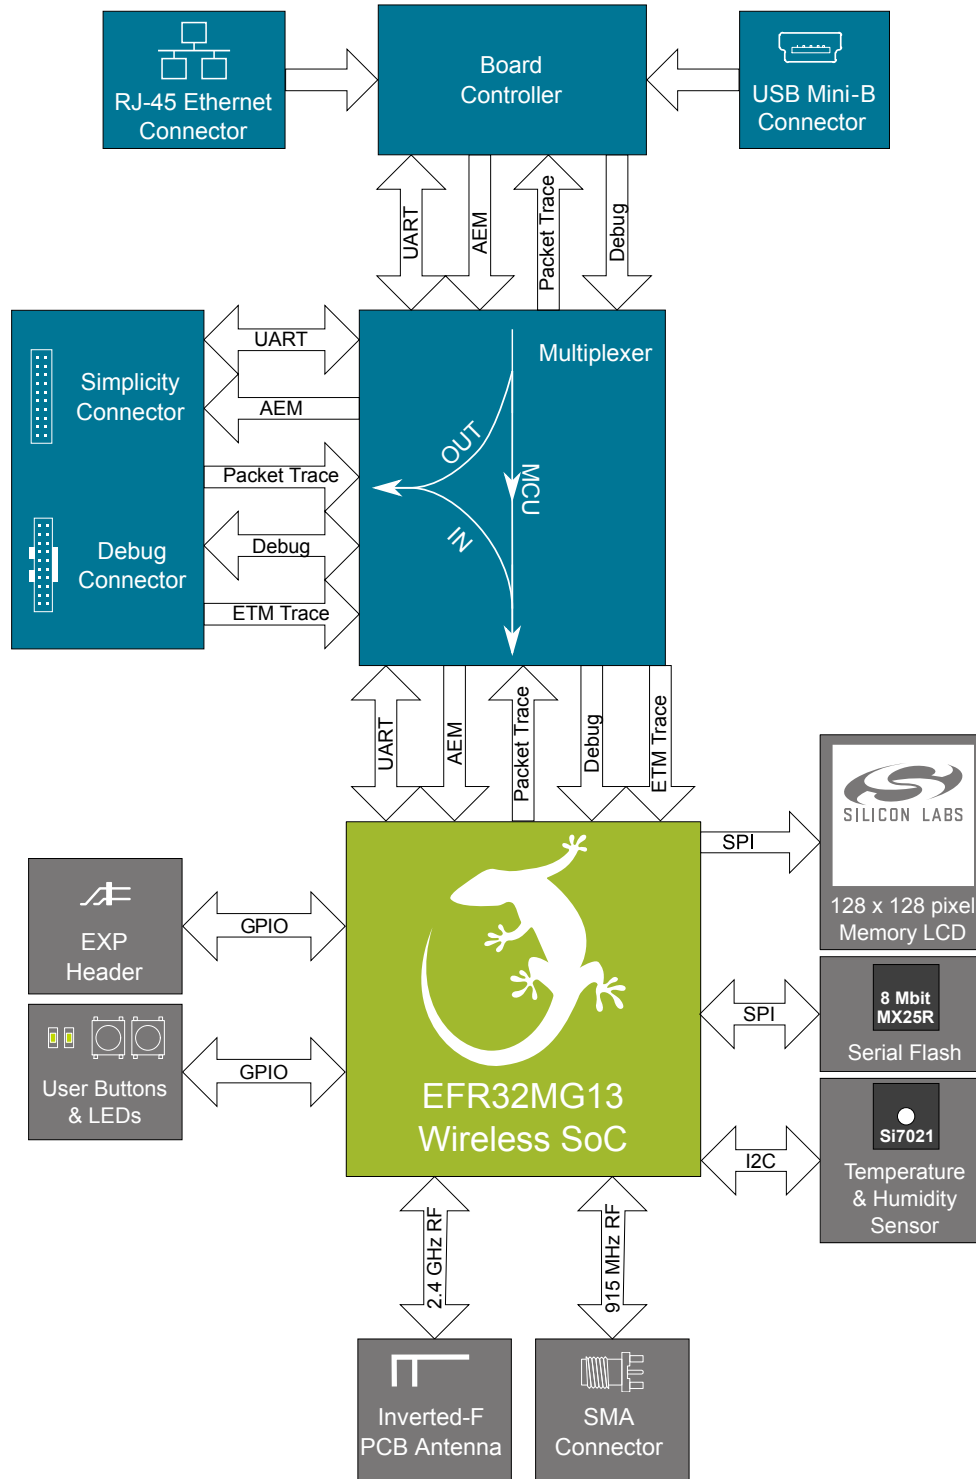 RJ-45 Ethernet
Connector
Board
Controller
USB Mini-B
Connector
UART
AEM
Packet Trace
Debug
Simplicity
Connector
Debug
Connector
UART
AEM
Packet Trace
Debug
ETM Trace
Multiplexer
OUT
IN
MCU
UART
AEM
Packet Trace
Debug
ETM Trace
EXP
Header
GPIO
User Buttons
& LEDs
GPIO
EFR32MG13
Wireless SoC
SPI
SILICON LABS
128 x 128 pixel
Memory LCD
SPI
8 Mbit
MX25R
Serial Flash
I2C
Si7021
Temperature
& Humidity
Sensor
2.4 GHz RF
915 MHz RF
Inverted-F
PCB Antenna
SMA
Connector